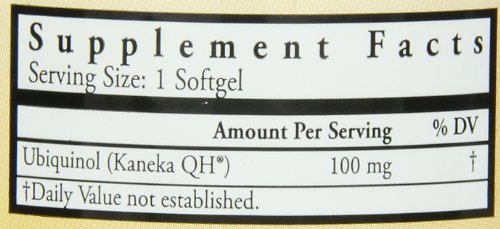 Supplement Facts
Serving Size: 1 Softgel
Amount Per Serving % DV
Ubiquinol (Kaneka QH®) 100 mg †
†Daily Value not established.